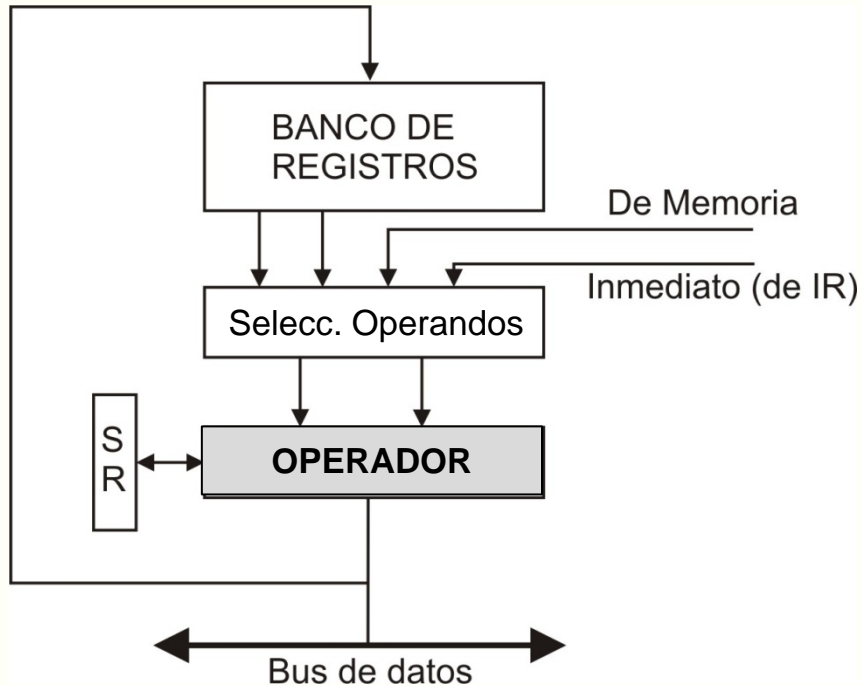 BANCO DE
REGISTROS
De Memoria
Inmediato (de IR)
Selecc. Operandos
S
R
OPERADOR
Bus de datos